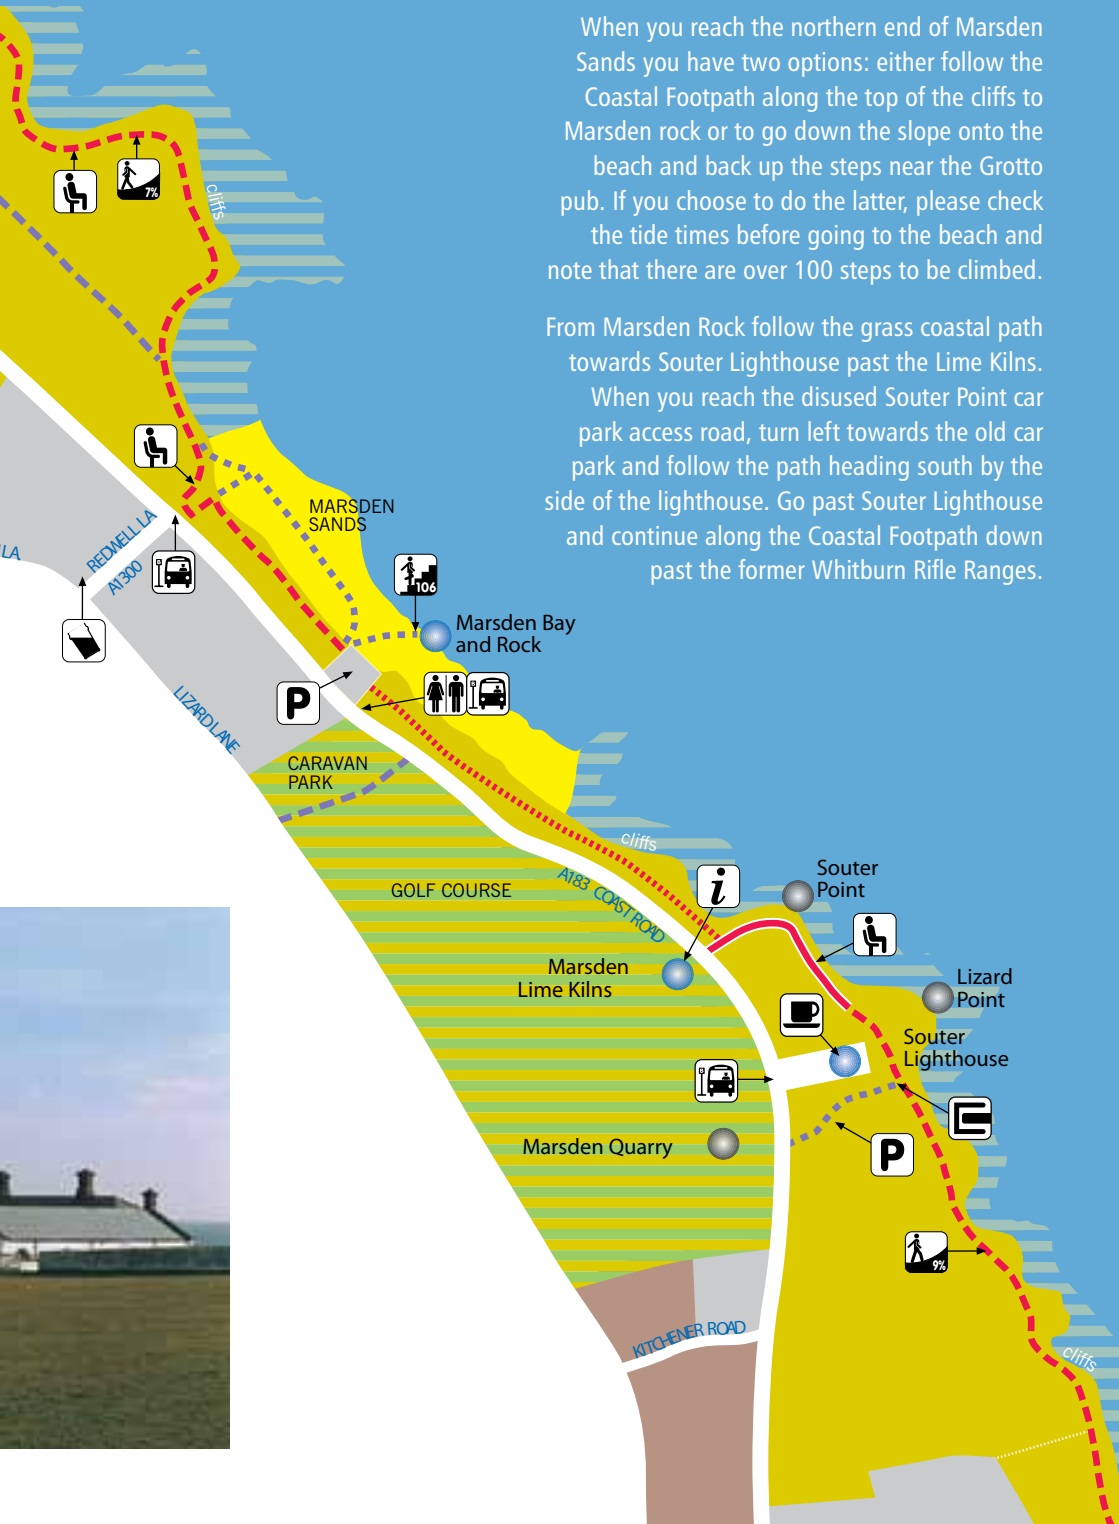 When you reach the northern end of Marsden
Sands you have two options: either follow the
Coastal Footpath along the top of the cliffs to
Marsden rock or to go down the slope onto the
beach and back up the steps near the Grotto
pub. If you choose to do the latter, please check
the tide times before going to the beach and
note that there are over 100 steps to be climbed.
From Marsden Rock follow the grass coastal path
towards Souter Lighthouse past the Lime Kilns.
When you reach the disused Souter Point car
park access road, turn left towards the old car
park and follow the path heading south by the
side of the lighthouse. Go past Souter Lighthouse
and continue along the Coastal Footpath down
past the former Whitburn Rifle Ranges.
7%
cliffs
MARSDEN
SANDS
LA
REDWELL LA
A1300
106
Marsden Bay
and Rock
LIZARD LANE
P
CARAVAN
PARK
cliffs
GOLF COURSE
A183 COAST ROAD
i
Souter
Point
Marsden
Lime Kilns
Lizard
Point
Souter
Lighthouse
Marsden Quarry
P
9%
KITCHENER ROAD
cliffs